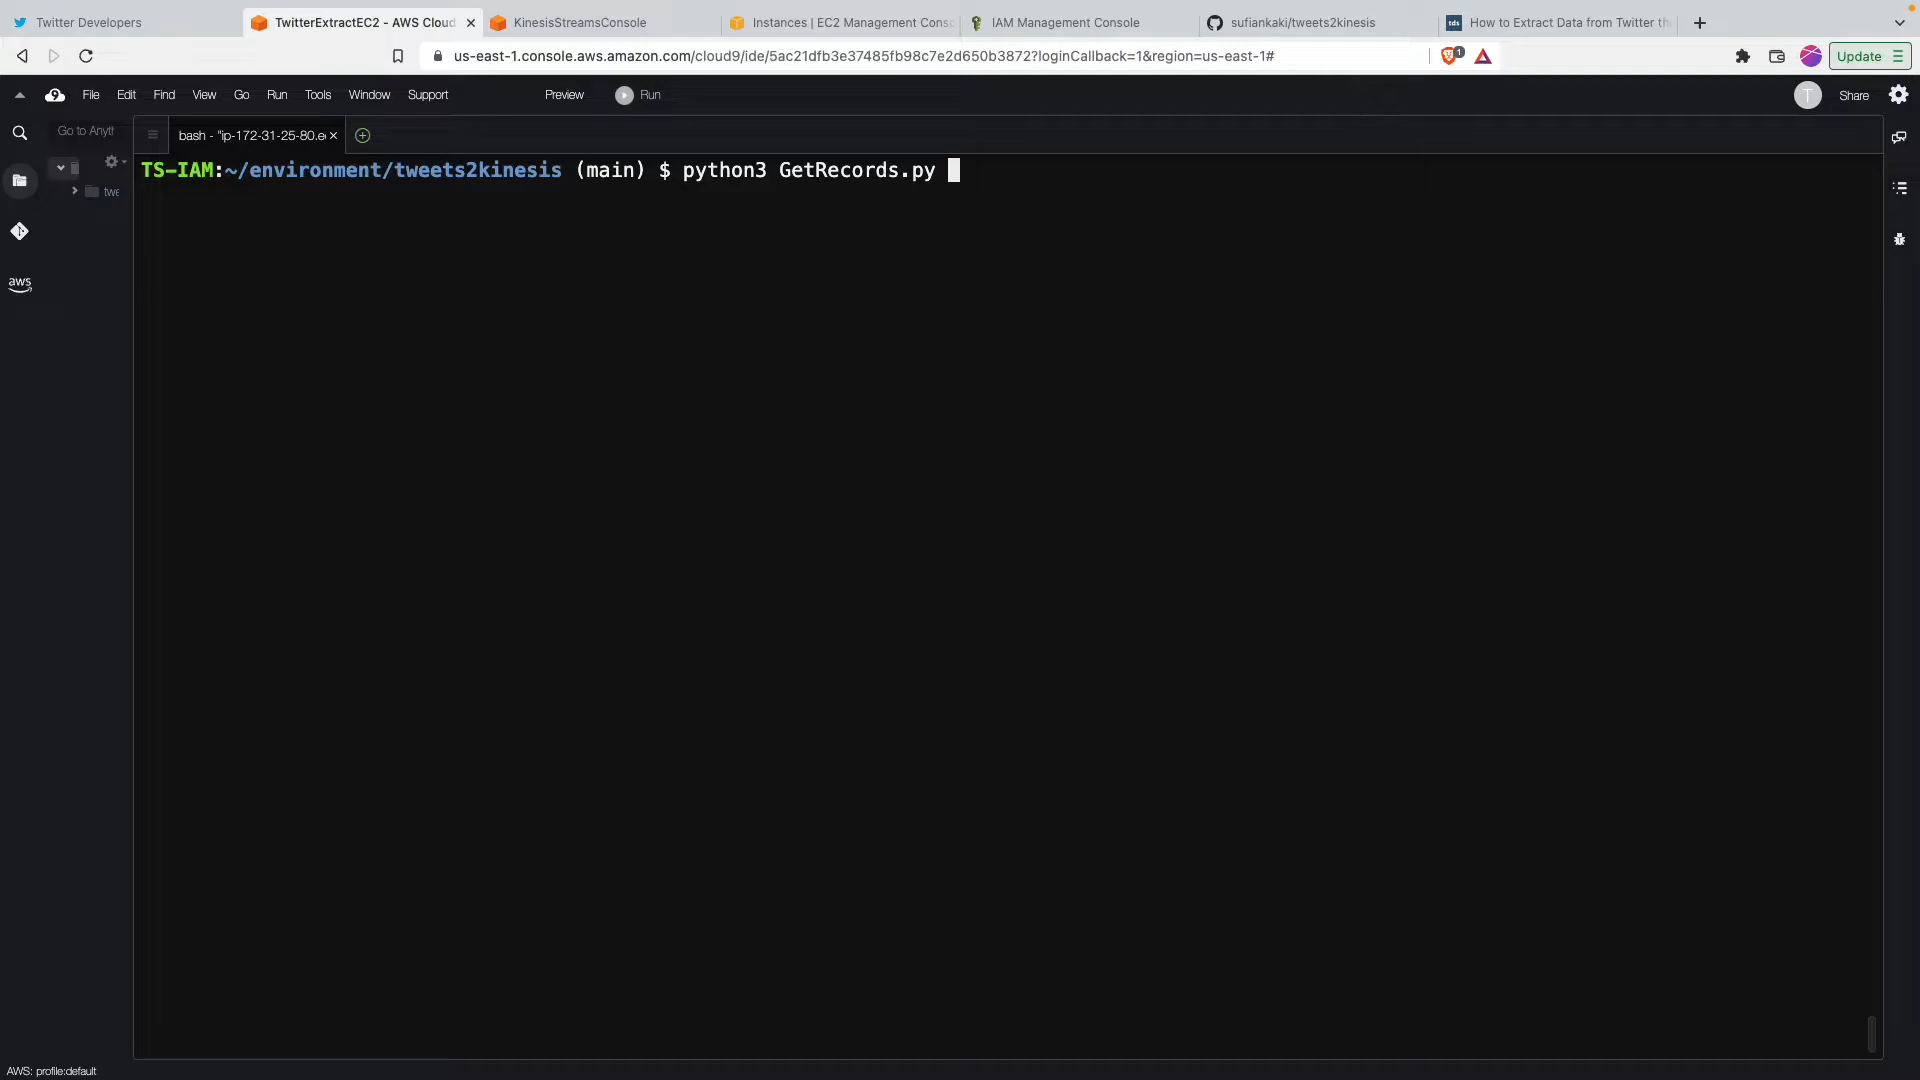 Twitter Developers
TwitterExtractEC2 - AWS Cloud
KinesisStreamsConsole
Instances | EC2 Management Cons
IAM Management Console
sufiankaki/tweets2kinesis
How to Extract Data from Twitter th
us-east-1.console.aws.amazon.com/cloud9/ide/5ac21dfb3e37485fb98c7e2d650b3872?loginCallback=1&region=us-east-1#
1
Update
9 File Edit Find View Go Run Tools Window Support Preview Run
T Share
Go to Anyt
bash - "ip-172-31-25-80.e
TS-IAM:~/environment/tweets2kinesis (main) $ python3 GetRecords.py
twe
aws
AWS: profile:default